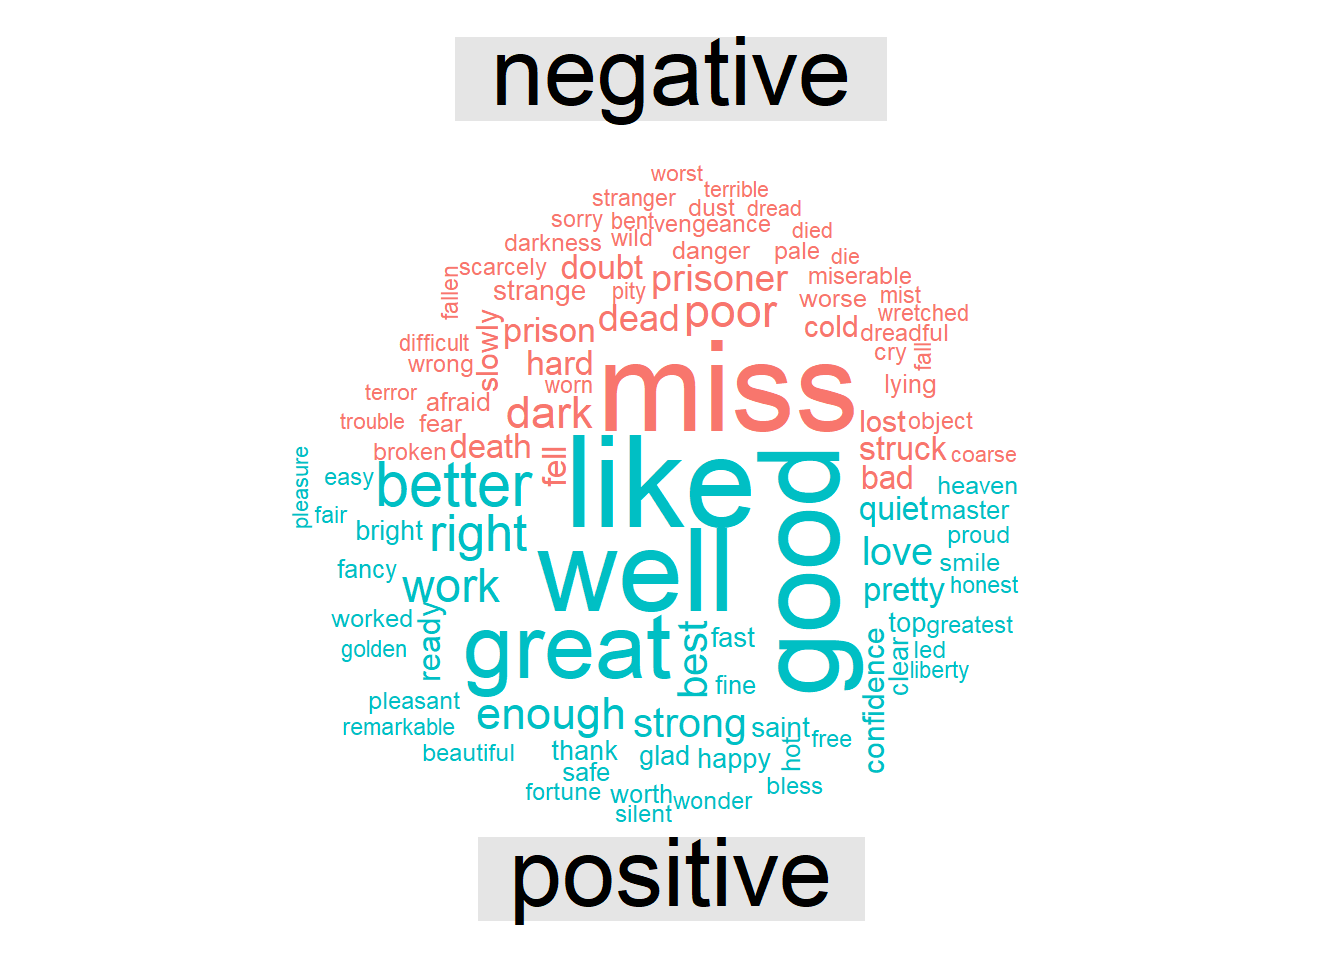 negative
worst
stranger terrible
sorry bent vengeance dust dread
darkness wild danger pale died die
fallen scarcely doubt pity prisoner miserable
strange worse mist
prison dead poor cold wretched
difficult slowly dreadful
wrong hard miss cry fall
terror worn lying
trouble afraid dark lost object
fear
broken death fell struck coarse
bad
pleasure easy better like good heaven
fair quiet master
bright right proud
fancy love smile
work well pretty honest
worked ready top greatest
golden great best fast confidence clear led
fine liberty
pleasant
remarkable enough strong saint free
beautiful thank glad happy hot
safe
fortune worth wonder bless
silent
positive